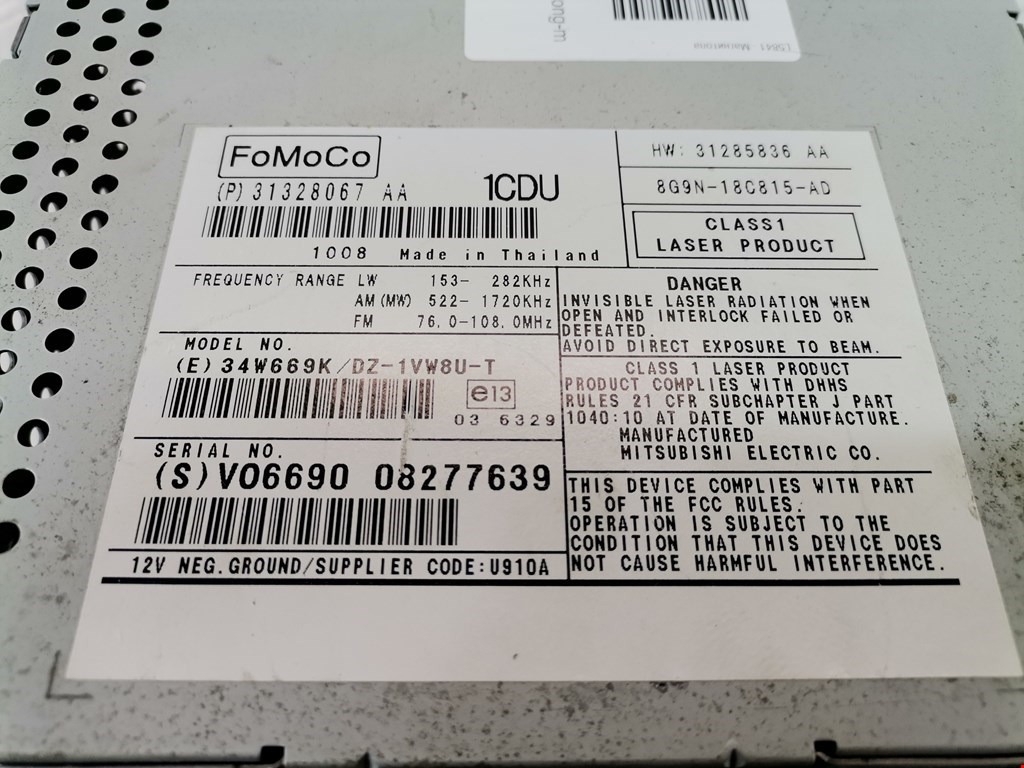 FoMoCo
(P) 31328067 AA 1CDU
1008 Made in Thailand
HW: 31285836 AA
8G9N-18C815-AD
CLASS1
LASER PRODUCT
FREQUENCY RANGE LW 153- 282KHz
AM (MW) 522- 1720KHz
FM 76.0-108.0MHz
DANGER
INVISIBLE LASER RADIATION WHEN
OPEN AND INTERLOCK FAILED OR
DEFEATED.
AVOID DIRECT EXPOSURE TO BEAM.
MODEL NO.
(E) 34W669K/DZ-1VW8U-T
e13
03 6329
CLASS 1 LASER PRODUCT
PRODUCT COMPLIES WITH DHHS
RULES 21 CFR SUBCHAPTER J PART
1040:10 AT DATE OF MANUFACTURE.
MANUFACTURED
MITSUBISHI ELECTRIC CO.
SERIAL NO.
(S) VO6690 08277639
THIS DEVICE COMPLIES WITH PART
15 OF THE FCC RULES.
OPERATION IS SUBJECT TO THE
CONDITION THAT THIS DEVICE DOES
NOT CAUSE HARMFUL INTERFERENCE.
12V NEG.GROUND/SUPPLIER CODE:U910A